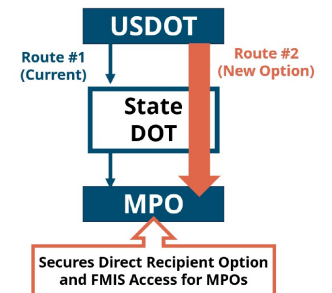 USDOT
Route #1
(Current)
Route #2
(New Option)
State
DOT
MPO
Secures Direct Recipient Option
and FMIS Access for MPOs